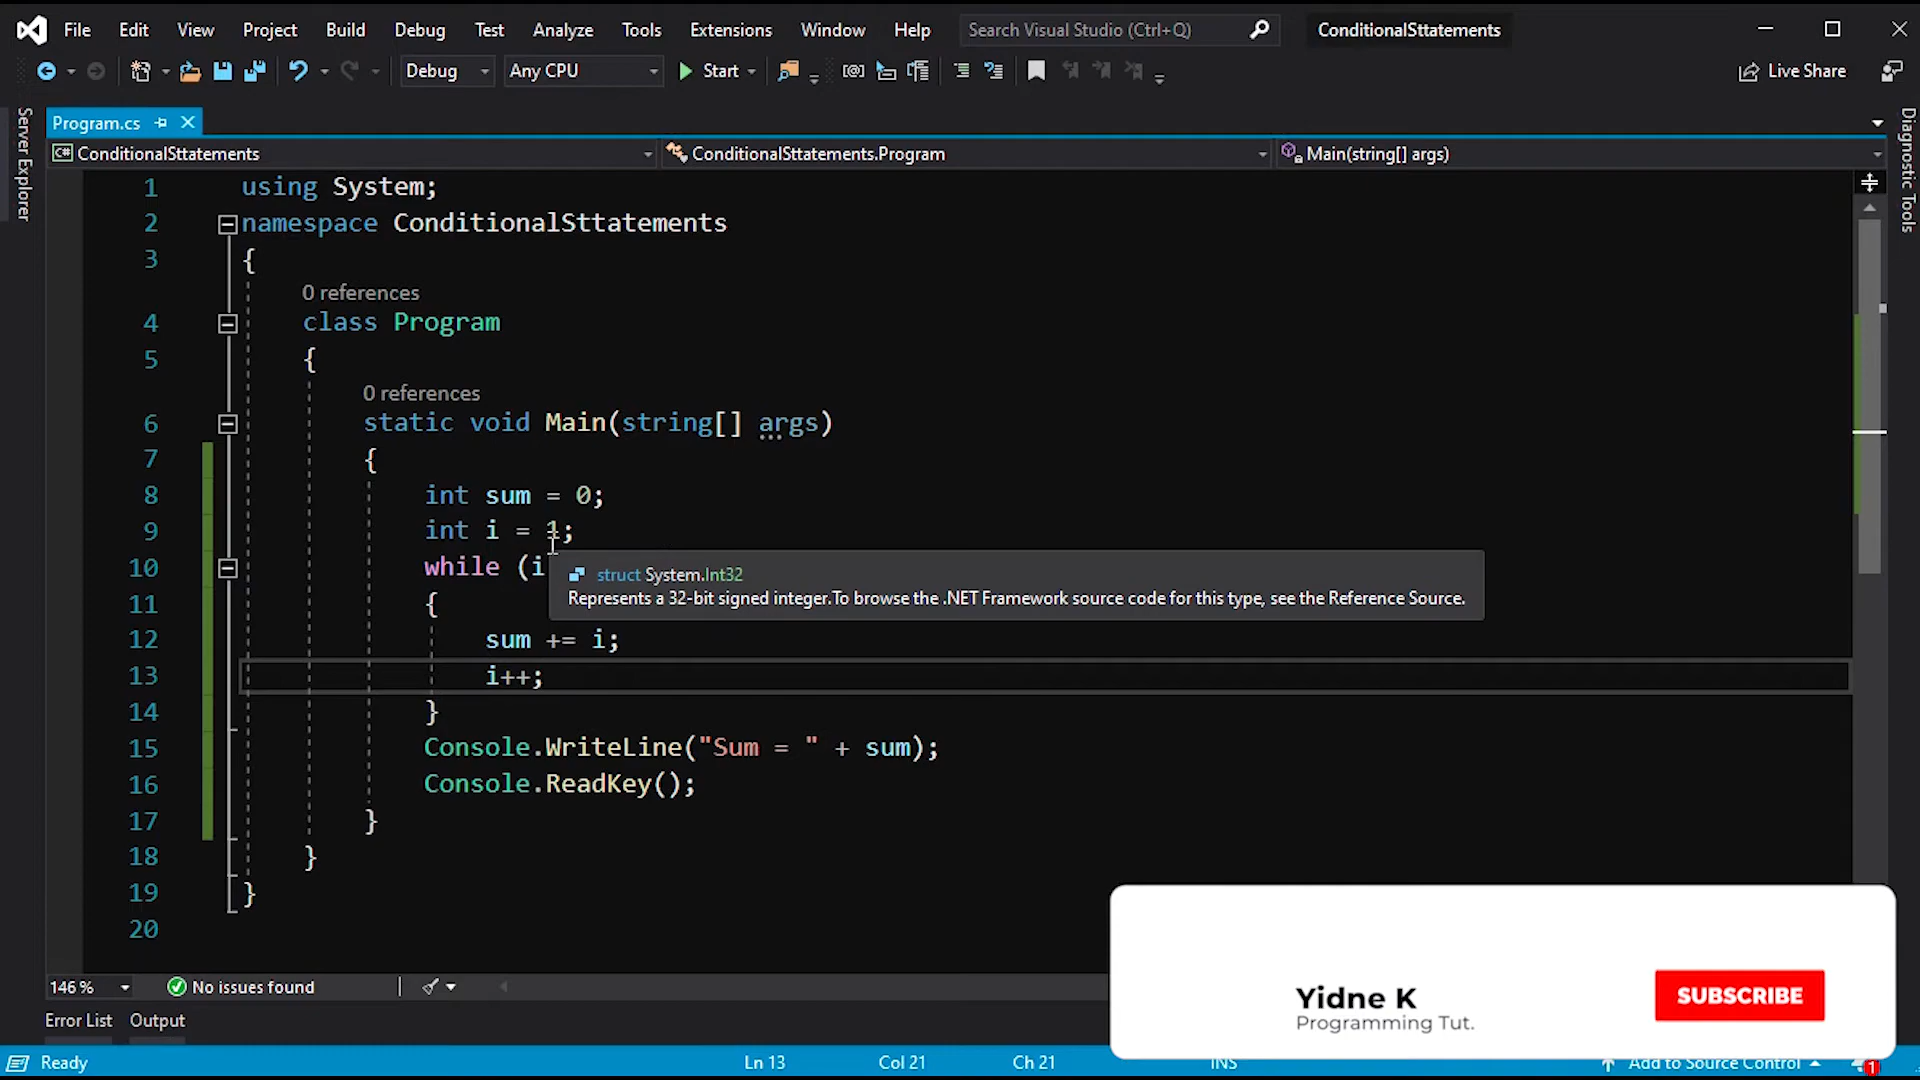 File Edit View Project Build Debug Test Analyze Tools Extensions Window Help Search Visual Studio (Ctrl+Q) ConditionalSttatements
Debug Any CPU Start Live Share
Server Explorer
Diagnostic Tools
Program.cs
C# ConditionalSttatements ConditionalSttatements.Program Main(string[] args)
1 using System;
2 namespace ConditionalSttatements
3 {
0 references
4 class Program
5 {
0 references
6 static void Main(string[] args)
7 {
8 int sum = 0;
9 int i = 1;
10 while (i
struct System.Int32
Represents a 32-bit signed integer.To browse the .NET Framework source code for this type, see the Reference Source.
11 {
12 sum += i;
13 i++;
14 }
15 Console.WriteLine("Sum = " + sum);
16 Console.ReadKey();
17 }
18 }
19 }
20
146 % No issues found
Error List Output
Yidne K
Programming Tut.
SUBSCRIBE
Ready Ln 13 Col 21 Ch 21 INS Add to Source Control 1